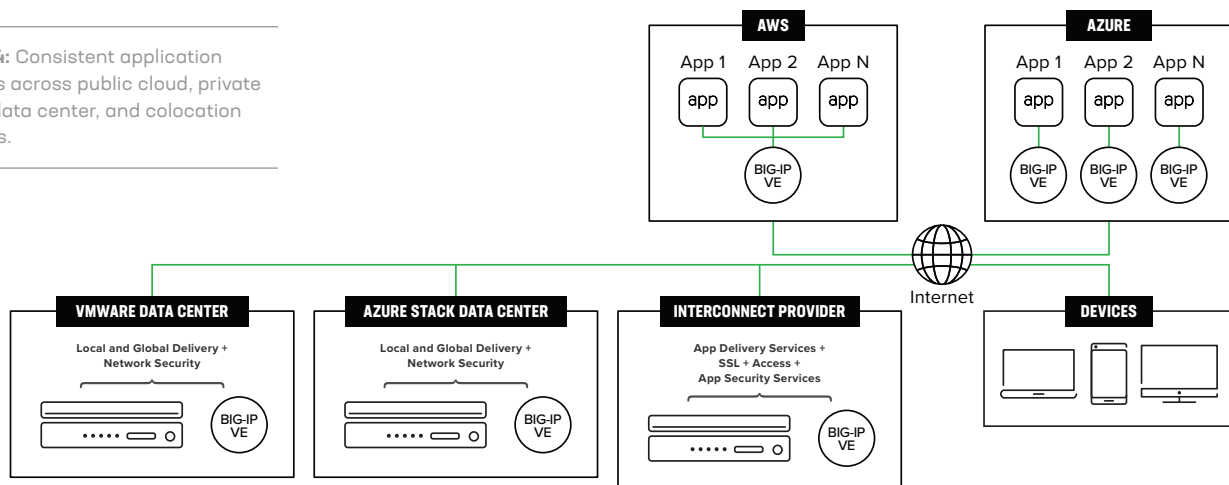 4: Consistent application
s across public cloud, private
data center, and colocation
s.
AWS
App 1 App 2 App N
app app app
BIG-IP
VE
AZURE
App 1 App 2 App N
app app app
BIG-IP BIG-IP BIG-IP
VE VE VE
Internet
VMWARE DATA CENTER
Local and Global Delivery +
Network Security
BIG-IP
VE
AZURE STACK DATA CENTER
Local and Global Delivery +
Network Security
BIG-IP
VE
INTERCONNECT PROVIDER
App Delivery Services +
SSL + Access +
App Security Services
BIG-IP
VE
DEVICES